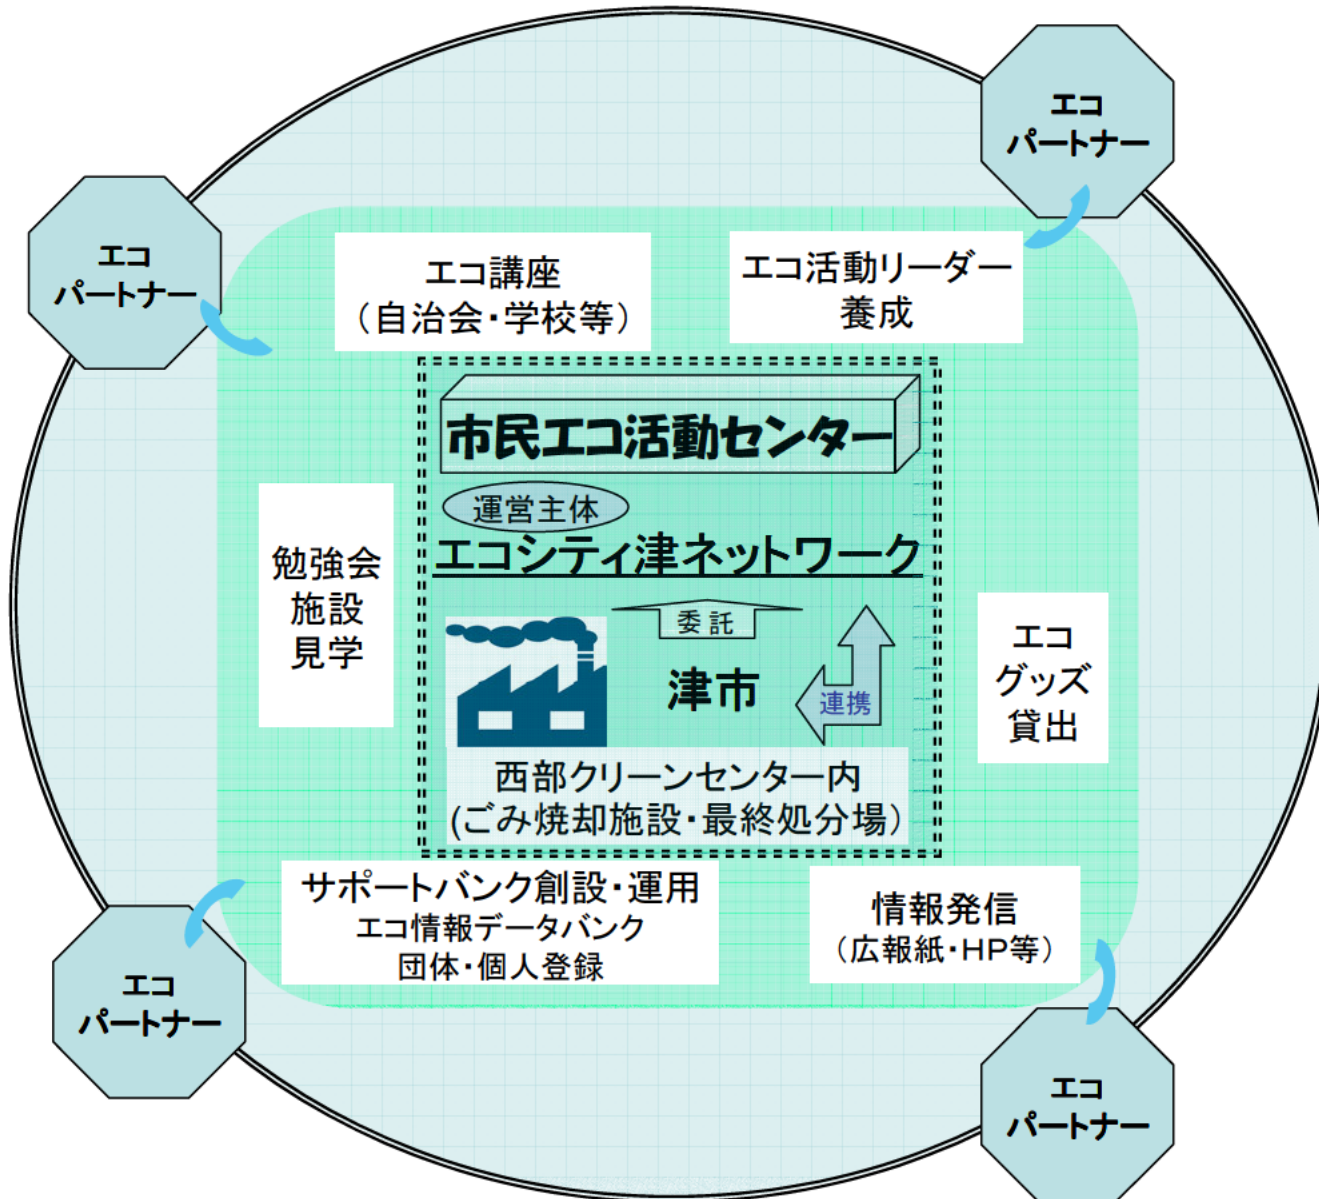 エコ
パートナー
エコ
パートナー
エコ講座
（自治会・学校等）
エコ活動リーダー
養成
市民エコ活動センター
運営主体
エコシティ津ネットワーク
勉強会
施設
見学
委託
津市
連携
エコ
グッズ
貸出
西部クリーンセンター内
(ごみ焼却施設・最終処分場）
サポートバンク創設・運用
エコ情報データバンク
団体・個人登録
情報発信
（広報紙・HP等）
エコ
パートナー
エコ
パートナー